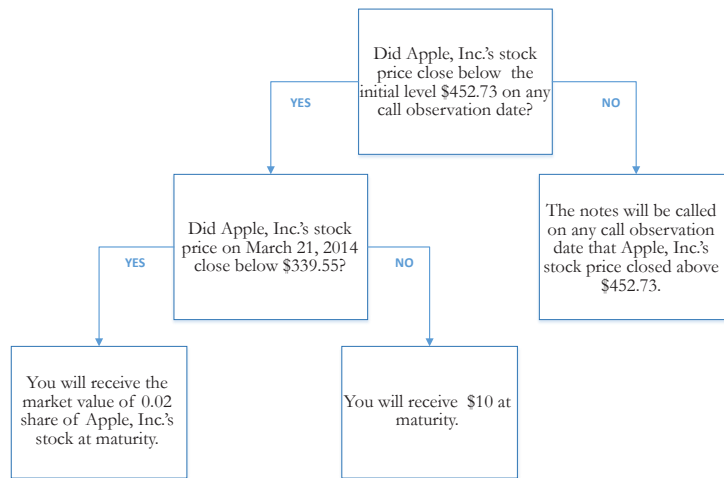 Did Apple, Inc.'s stock
price close below the
initial level $452.73 on any
call observation date?
YES
NO
Did Apple, Inc.'s stock
price on March 21, 2014
close below $339.55?
The notes will be called
on any call observation
date that Apple, Inc.'s
stock price closed above
$452.73.
YES
NO
You will receive the
market value of 0.02
share of Apple, Inc.'s
stock at maturity.
You will receive $10 at
maturity.